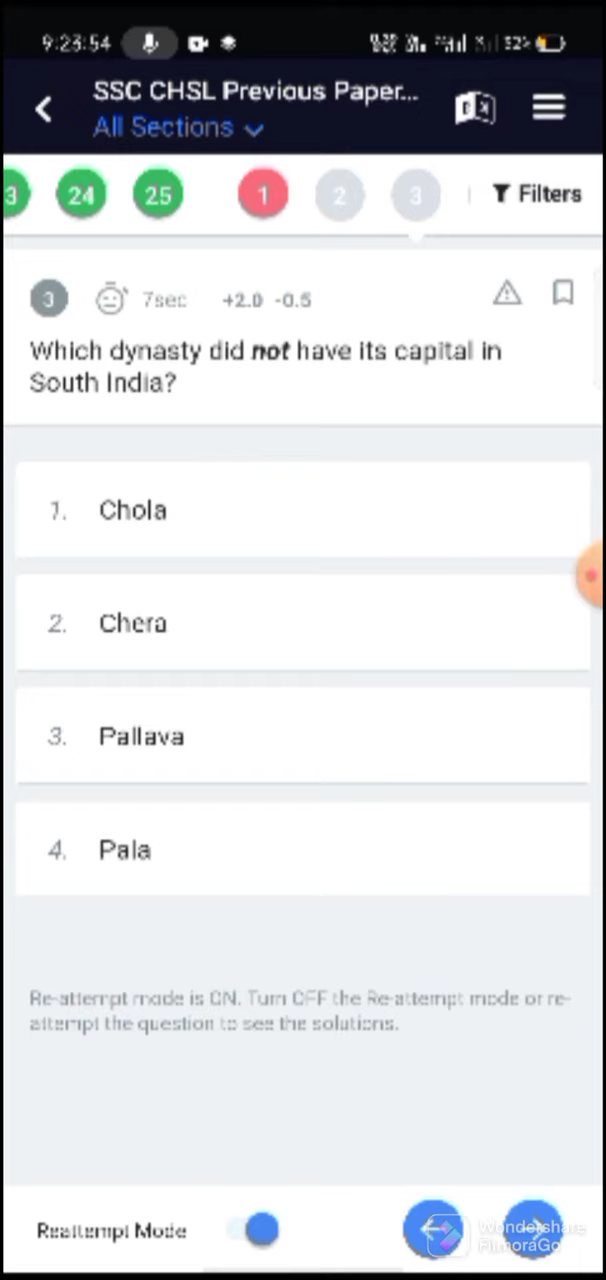 9:23:54
52%
SSC CHSL Previous Paper...
All Sections
3 24 25 1 2 3 Filters
3 7sec +2.0 -0.5
Which dynasty did not have its capital in
South India?
1. Chola
2. Chera
3. Pallava
4. Pala
Re-attempt mode is ON. Turn OFF the Re-attempt mode or re-
attempt the question to see the solutions.
Reattempt Mode
Wondershare
FilmoraGo